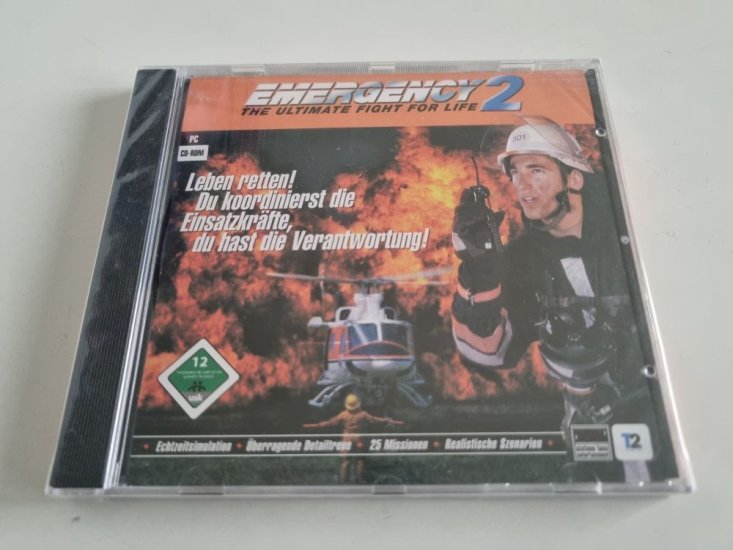 EMERGENCY 2
THE ULTIMATE FIGHT FOR LIFE
PC
CD-ROM
101
Leben retten!
Du koordinierst die
Einsatzkräfte,
du hast die Verantwortung!
12
usk
Echtzeitsimulation + Überragende Detailtreue + 25 Missionen + Realistische Szenarien +
T2